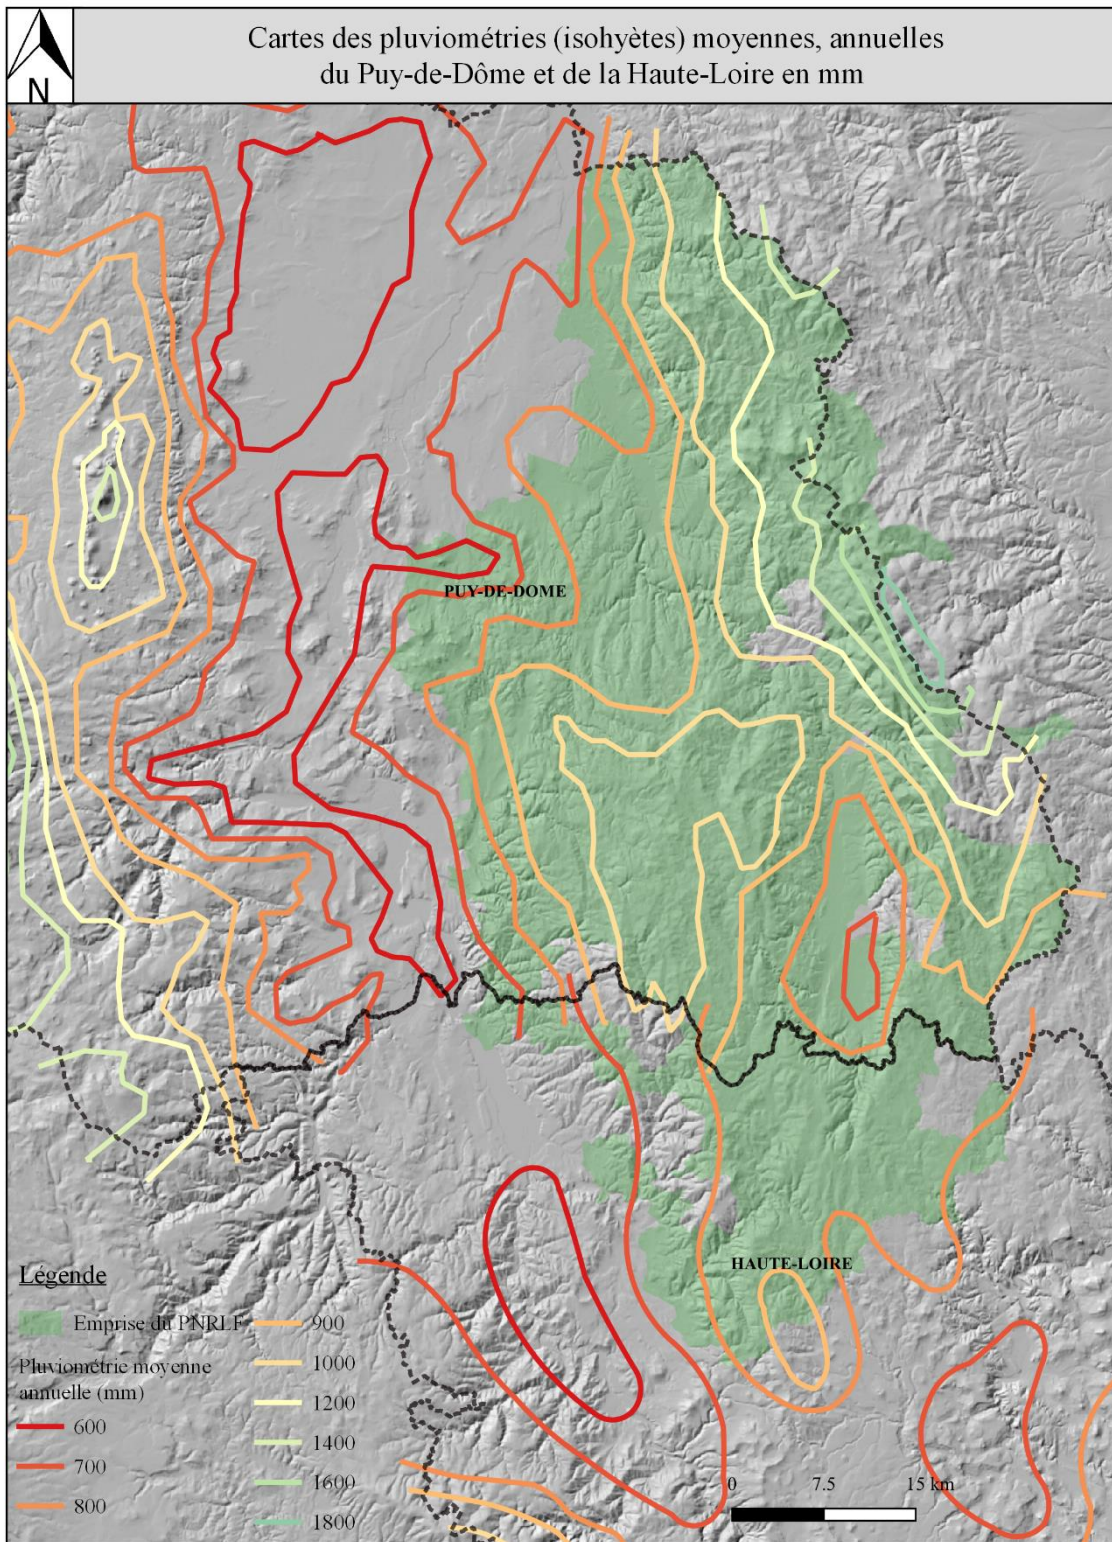 Cartes des pluviométries (isohyètes) moyennes, annuelles
du Puy-de-Dôme et de la Haute-Loire en mm
N
PUY-DE-DOME
HAUTE-LOIRE
Légende
Emprise du PNRLF
Pluviométrie moyenne
annuelle (mm)
600
700
800
900
1000
1200
1400
1600
1800
0 7.5 15 km